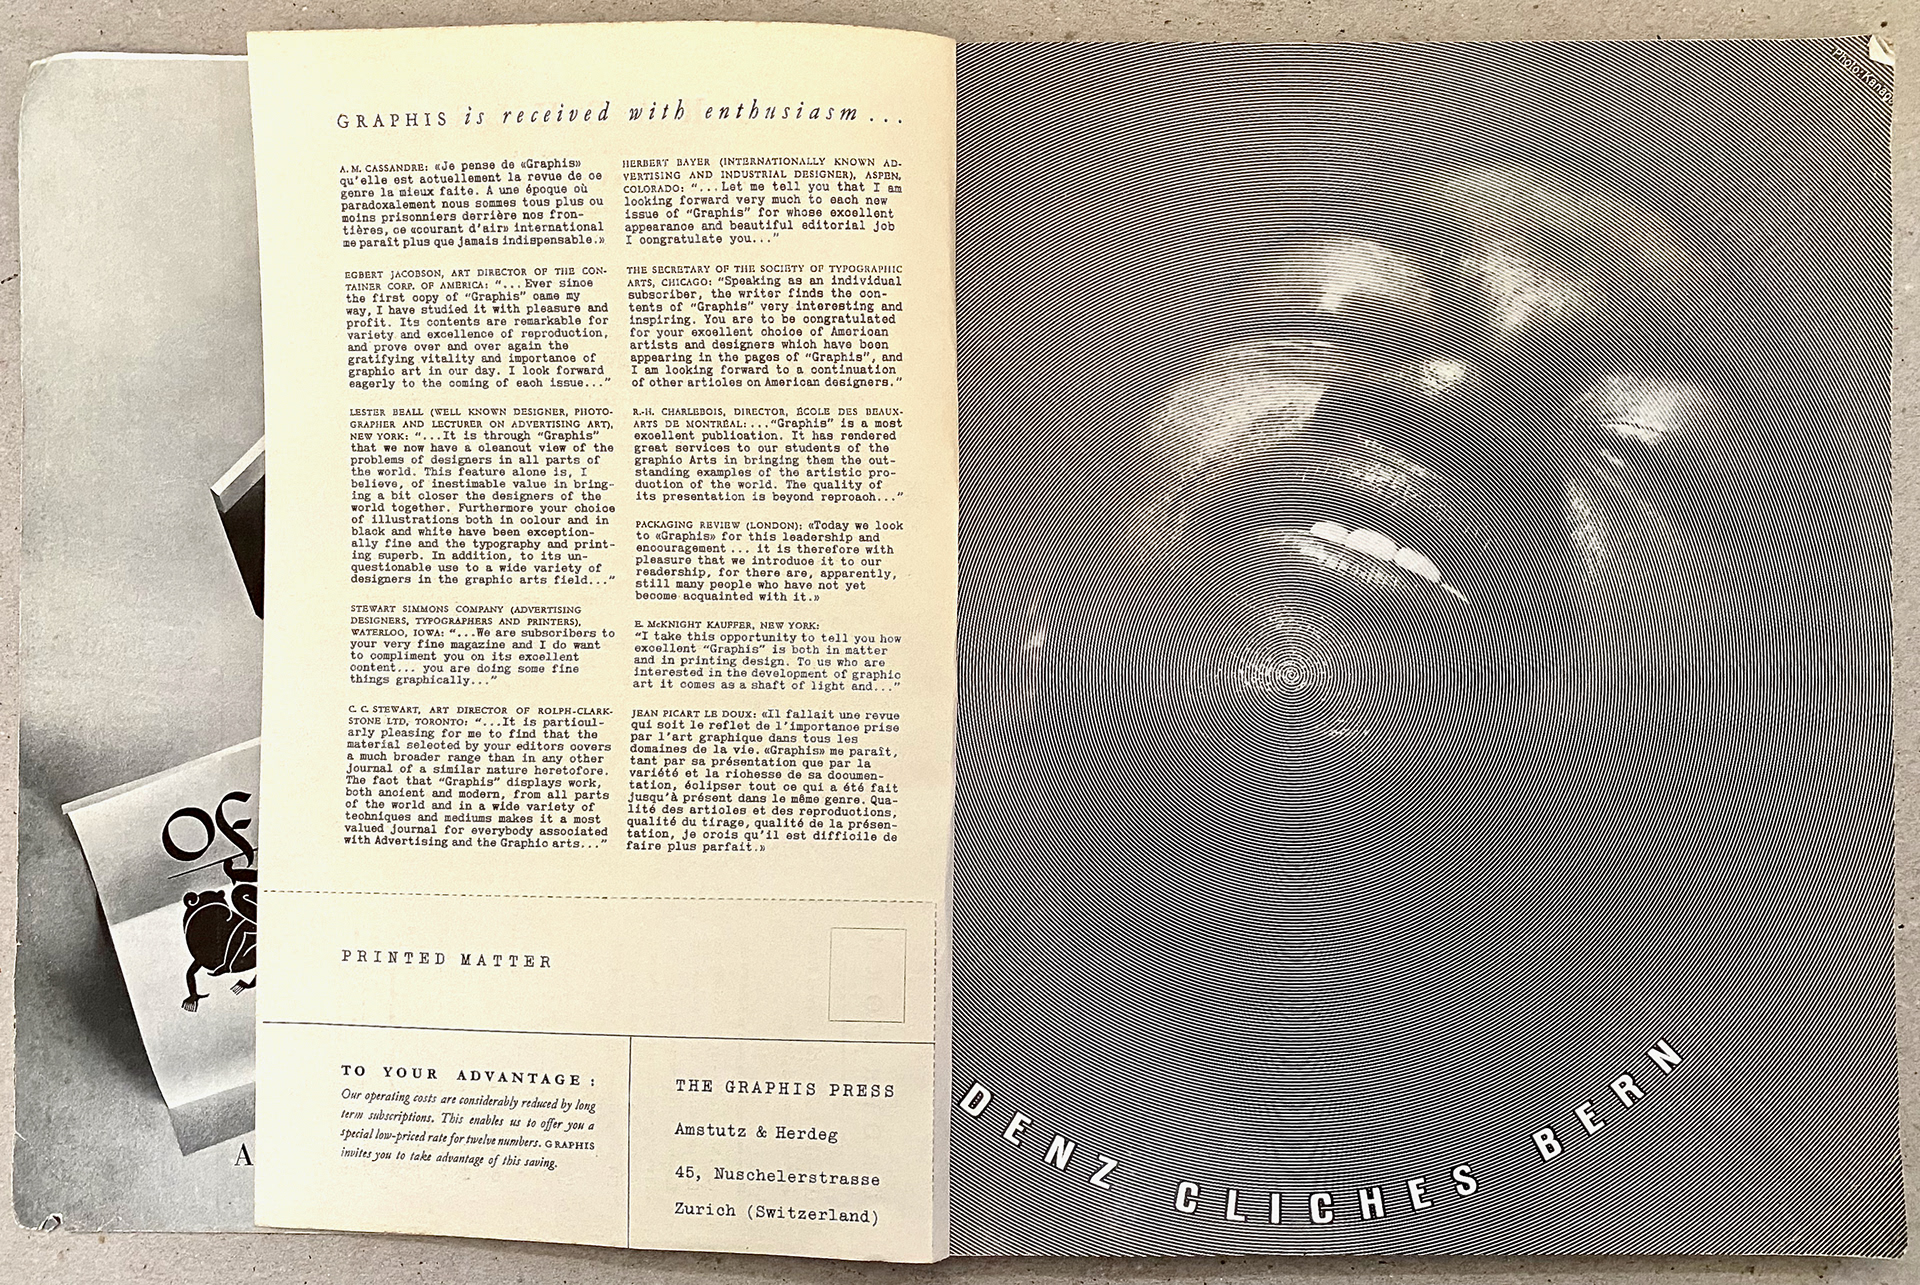 GRAPHIS is received with enthusiasm...
A. M. CASSANDRE: «Je pense de «Graphis»
qu'elle est actuellement la revue de ce
genre la mieux faite. A une époque où
paradoxalement nous sommes tous plus ou
moins prisonniers derrière nos fron-
tières, ce «courant d'air» international
me paraît plus que jamais indispensable.»
EGBERT JACOBSON, ART DIRECTOR OF THE CON-
TAINER CORP. OF AMERICA: “...Ever since
the first copy of “Graphis” came my
way, I have studied it with pleasure and
profit. Its contents are remarkable for
variety and excellence of reproduction,
and prove over and over again the
gratifying vitality and importance of
graphic art in our day. I look forward
eagerly to the coming of each issue...”
LESTER BEALL (WELL KNOWN DESIGNER, PHOTO-
GRAPHER AND LECTURER ON ADVERTISING ART),
NEW YORK: “...It is through “Graphis”
that we now have a cleancut view of the
problems of designers in all parts of
the world. This feature alone is, I
believe, of inestimable value in bring-
ing a bit closer the designers of the
world together. Furthermore your choice
of illustrations both in colour and in
black and white have been exception-
ally fine and the typography and print-
ing superb. In addition, to its un-
questionable use to a wide variety of
designers in the graphic arts field...”
STEWART SIMMONS COMPANY (ADVERTISING
DESIGNERS, TYPOGRAPHERS AND PRINTERS),
WATERLOO, IOWA: “...We are subscribers to
your very fine magazine and I do want
to compliment you on its excellent
content... you are doing some fine
things graphically...”
C. C. STEWART, ART DIRECTOR OF ROLPH-CLARK-
STONE LTD, TORONTO: “...It is particul-
arly pleasing for me to find that the
material selected by your editors covers
a much broader range than in any other
journal of a similar nature heretofore.
The fact that “Graphis” displays work,
both ancient and modern, from all parts
of the world and in a wide variety of
techniques and mediums makes it a most
valued journal for everybody associated
with Advertising and the Graphic arts...”
HERBERT BAYER (INTERNATIONALLY KNOWN AD-
VERTISING AND INDUSTRIAL DESIGNER), ASPEN,
COLORADO: “...Let me tell you that I am
looking forward very much to each new
issue of “Graphis” for whose excellent
appearance and beautiful editorial job
I congratulate you...”
THE SECRETARY OF THE SOCIETY OF TYPOGRAPHIC
ARTS, CHICAGO: “Speaking as an individual
subscriber, the writer finds the con-
tents of “Graphis” very interesting and
inspiring. You are to be congratulated
for your excellent choice of American
artists and designers which have been
appearing in the pages of “Graphis”, and
I am looking forward to a continuation
of other articles on American designers.”
R.-H. CHARLEBOIS, DIRECTOR, ÉCOLE DES BEAUX-
ARTS DE MONTRÉAL: ...“Graphis” is a most
excellent publication. It has rendered
great services to our students of the
graphic Arts in bringing them the out-
standing examples of the artistic pro-
duction of the world. The quality of
its presentation is beyond reproach...”
PACKAGING REVIEW (LONDON): «Today we look
to «Graphis» for this leadership and
encouragement ... it is therefore with
pleasure that we introduce it to our
readership, for there are, apparently,
still many people who have not yet
become acquainted with it.»
E. McKNIGHT KAUFFER, NEW YORK:
“I take this opportunity to tell you how
excellent “Graphis” is both in matter
and in printing design. To us who are
interested in the development of graphic
art it comes as a shaft of light and...”
JEAN PICART LE DOUX: «Il fallait une revue
qui soit le reflet de l'importance prise
par l'art graphique dans tous les
domaines de la vie. «Graphis» me paraît,
tant par sa présentation que par la
variété et la richesse de sa documen-
tation, éclipser tout ce qui a été fait
jusqu'à présent dans le même genre. Qua-
lité des articles et des reproductions,
qualité du tirage, qualité de la présen-
tation, je crois qu'il est difficile de
faire plus parfait.»
PRINTED MATTER
TO YOUR ADVANTAGE:
Our operating costs are considerably reduced by long
term subscriptions. This enables us to offer you a
special low-priced rate for twelve numbers. GRAPHIS
invites you to take advantage of this saving.
THE GRAPHIS PRESS
Amstutz & Herdeg
45, Nuschelerstrasse
Zurich (Switzerland)
OF
A
Photo:
DENZ CLICHES BERN